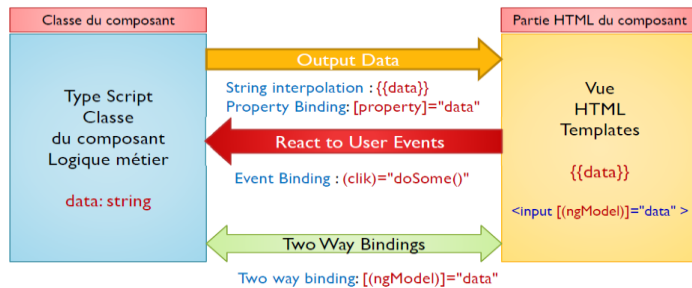 Classe du composant
Partie HTML du composant
Type Script
Classe
du composant
Logique métier
data: string
Output Data
String interpolation : {{data}}
Property Binding: [property]="data"
React to User Events
Event Binding : (clik)="doSome()"
Two Way Bindings
Two way binding: [(ngModel)]="data"
Vue
HTML
Templates
{{data}}
<input [(ngModel)]="data" >